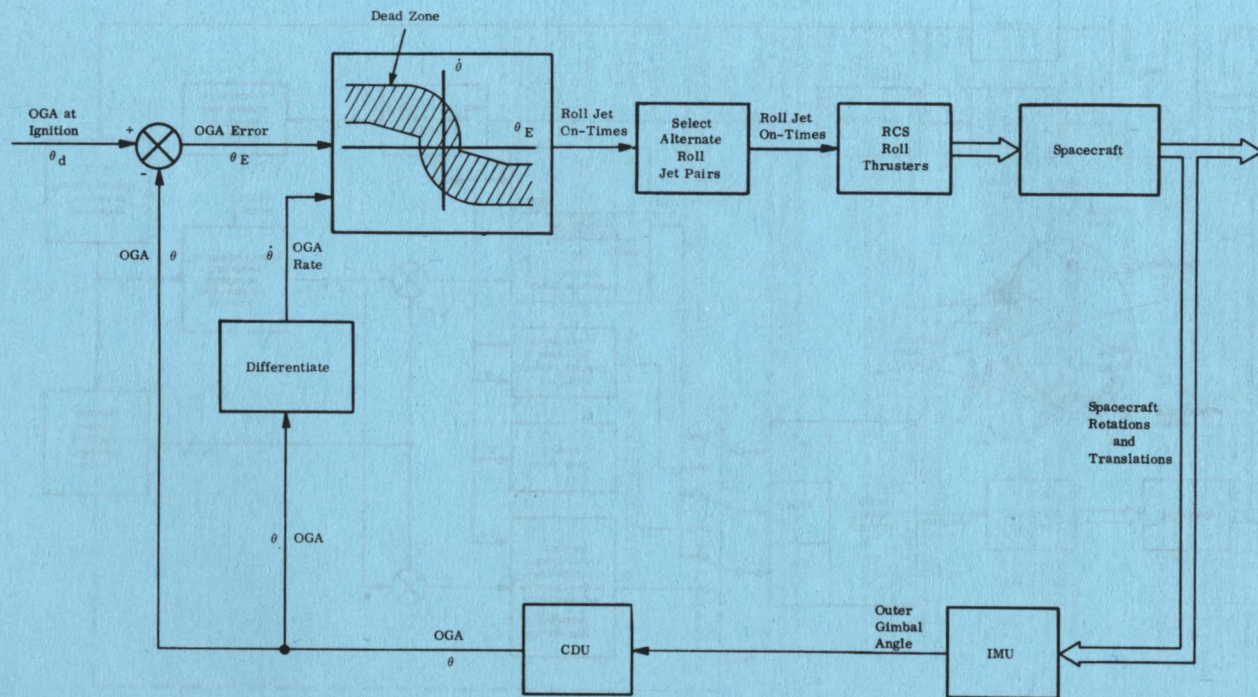 Dead Zone
OGA at
Ignition
θd
+
-
OGA Error
θE
θ̇
θE
Roll Jet
On-Times
Select
Alternate
Roll
Jet Pairs
Roll Jet
On-Times
RCS
Roll
Thrusters
Spacecraft
OGA θ
θ̇ OGA
Rate
Differentiate
θ OGA
Spacecraft
Rotations
and
Translations
OGA
θ
CDU
Outer
Gimbal
Angle
IMU